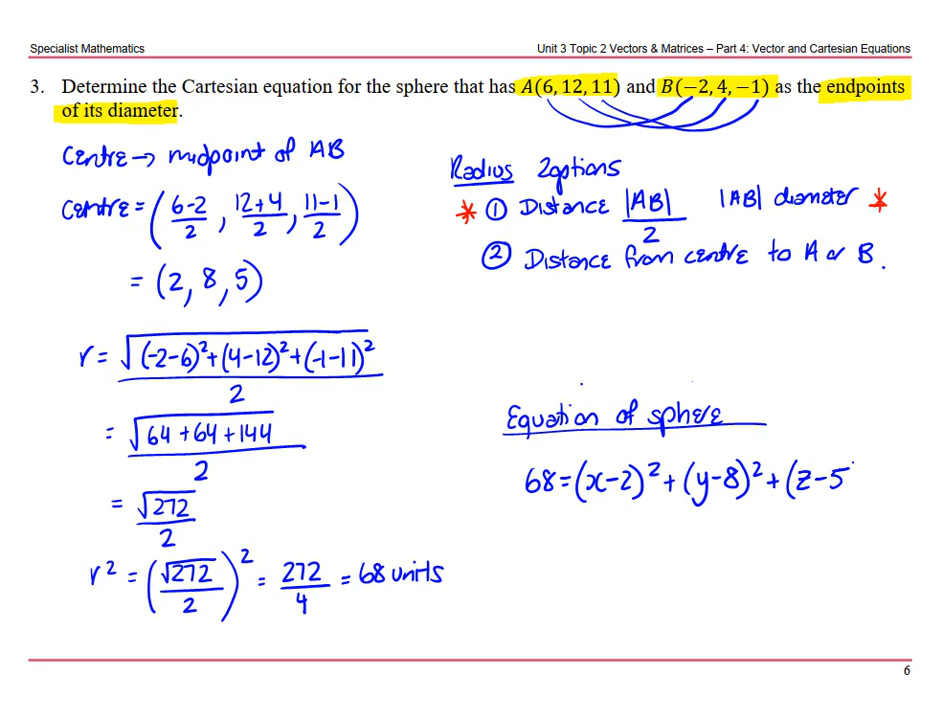 Specialist Mathematics
Unit 3 Topic 2 Vectors & Matrices – Part 4: Vector and Cartesian Equations
3. Determine the Cartesian equation for the sphere that has A(6, 12, 11) and B(−2, 4, −1) as the endpoints
of its diameter.
Centre → midpoint of AB
Centre = (6-2/2, 12+4/2, 11-1/2)
= (2, 8, 5)
r = √((-2-6)²+(4-12)²+(-1-11)²)/2
= √(64+64+144)/2
= √272/2
r² = (√272/2)² = 272/4 = 68 units
Radius 2options
* ① Distance |AB|/2 |AB| diameter *
② Distance from centre to A or B.
Equation of sphere
68=(x-2)²+(y-8)²+(z-5
6